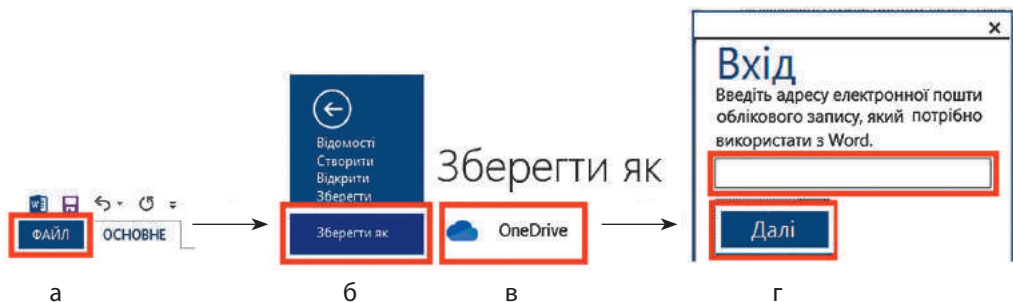 ФАЙЛ
ОСНОВНЕ
а
Відомості
Створити
Відкрити
Зберегти
Зберегти як
б
Зберегти як
OneDrive
в
Вхід
Введіть адресу електронної пошти
облікового запису, який потрібно
використати з Word.
Далі
г